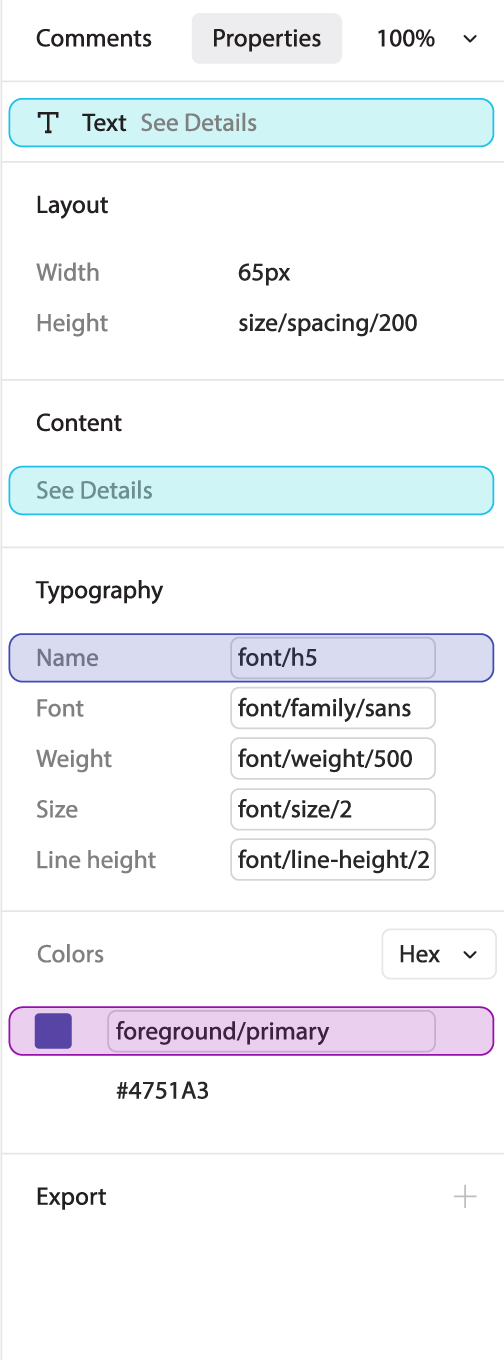 Comments Properties 100%
Text See Details
Layout
Width 65px
Height size/spacing/200
Content
See Details
Typography
Name font/h5
Font font/family/sans
Weight font/weight/500
Size font/size/2
Line height font/line-height/2
Colors Hex
foreground/primary
#4751A3
Export